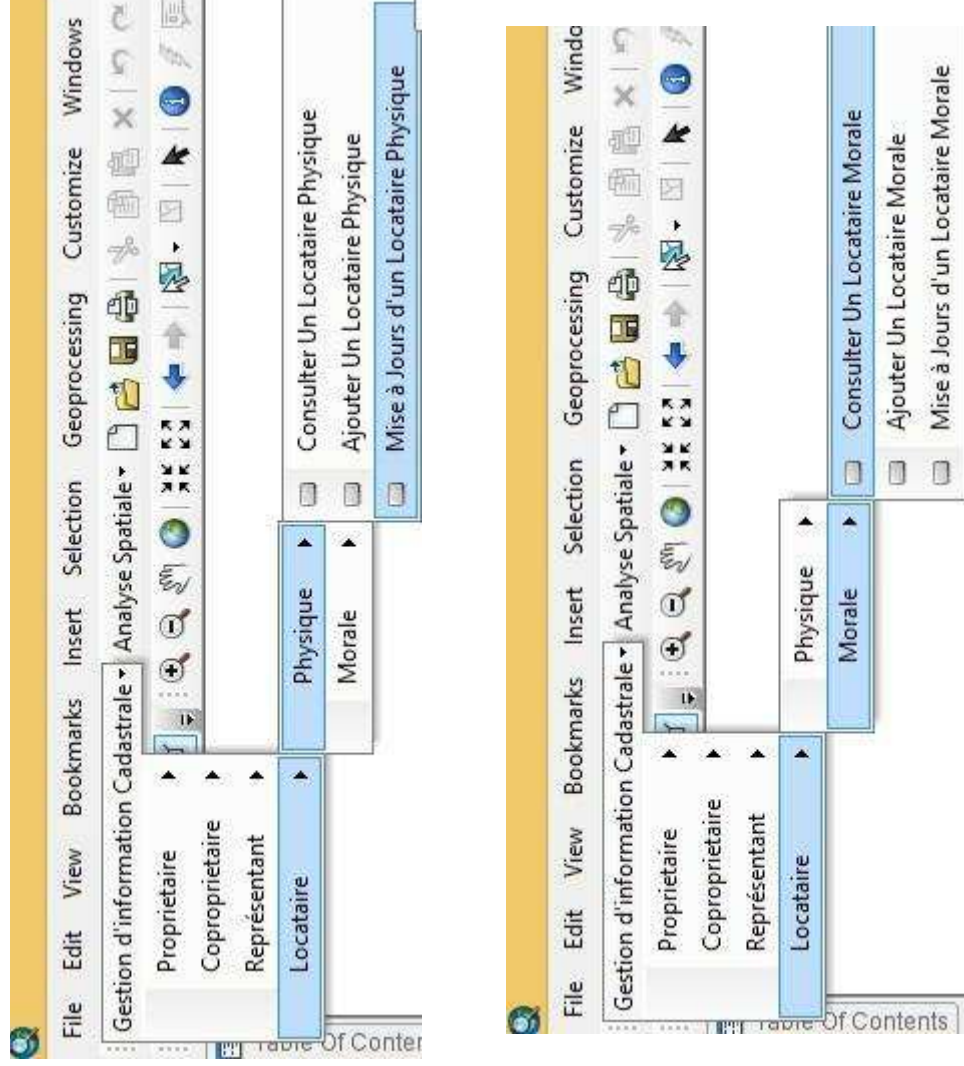 File Edit View Bookmarks Insert Selection Geoprocessing Customize Windows
Gestion d'information Cadastrale Analyse Spatiale
Proprietaire
Coproprietaire
Représentant
Locataire
Physique
Morale
Consulter Un Locataire Physique
Ajouter Un Locataire Physique
Mise à Jours d'un Locataire Physique
Of Conter
File Edit View Bookmarks Insert Selection Geoprocessing Customize Windo
Gestion d'information Cadastrale Analyse Spatiale
Proprietaire
Coproprietaire
Représentant
Locataire
Physique
Morale
Consulter Un Locataire Morale
Ajouter Un Locataire Morale
Mise à Jours d'un Locataire Morale
Table Of Contents